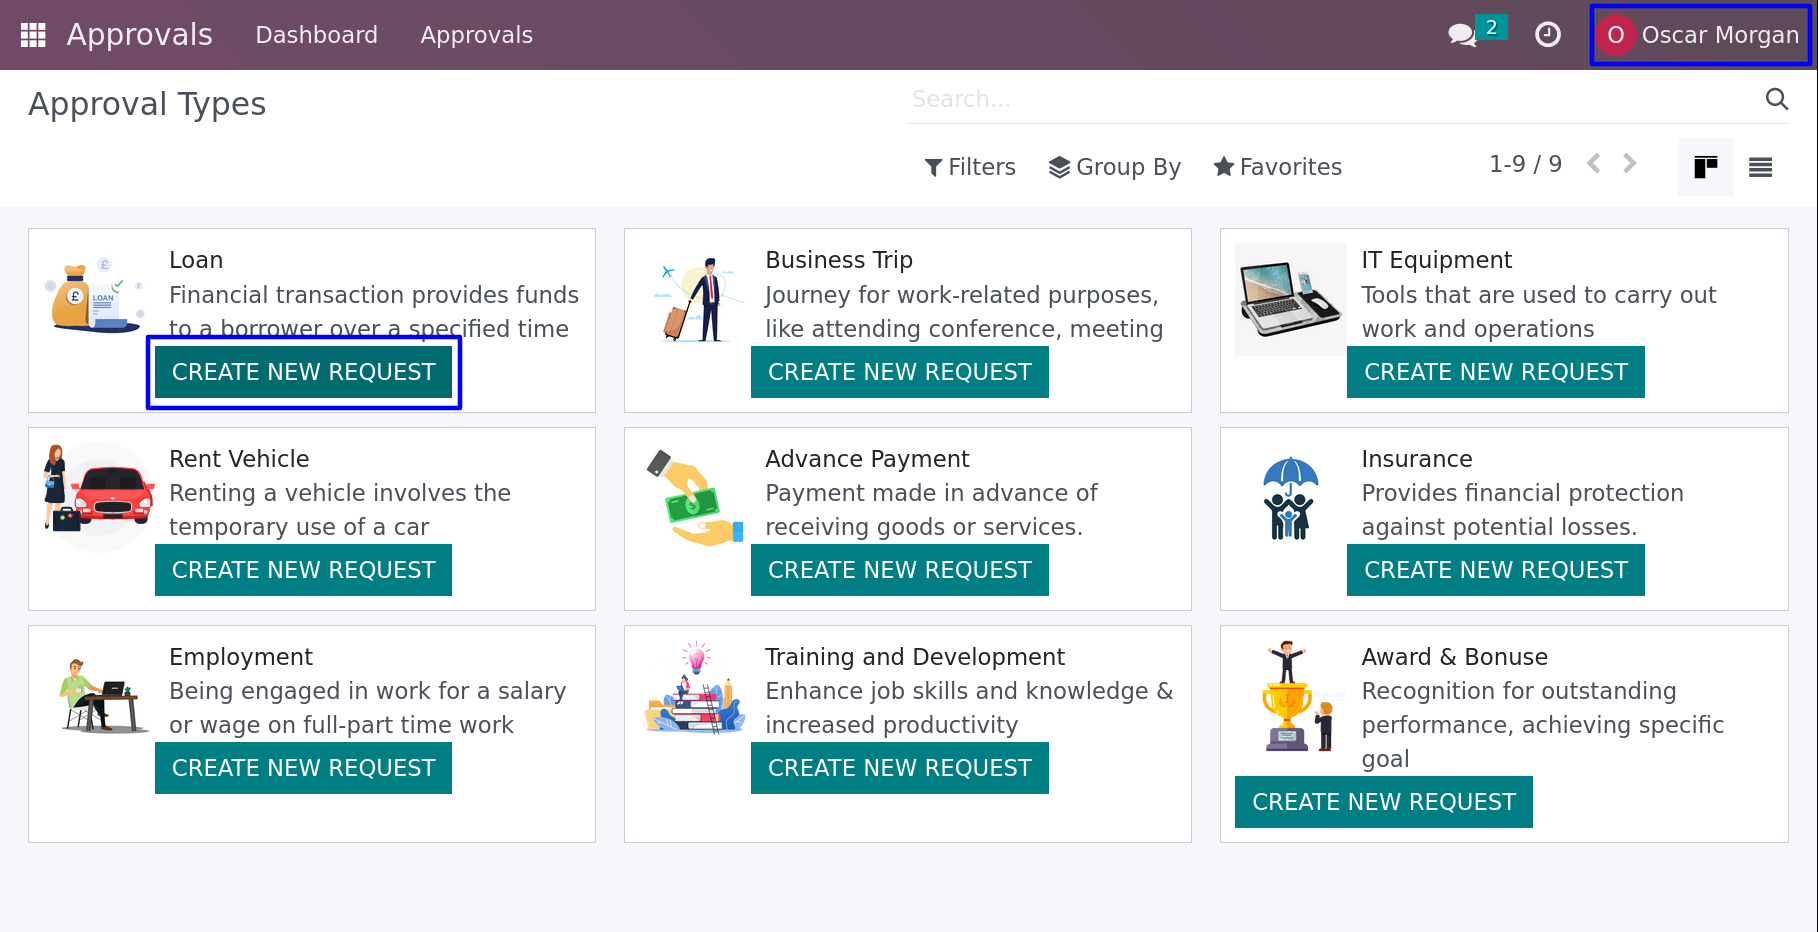 Approvals Dashboard Approvals 2 O Oscar Morgan
Approval Types
Search...
Filters Group By Favorites 1-9 / 9
Loan
Financial transaction provides funds
to a borrower over a specified time
CREATE NEW REQUEST
LOAN
Business Trip
Journey for work-related purposes,
like attending conference, meeting
CREATE NEW REQUEST
IT Equipment
Tools that are used to carry out
work and operations
CREATE NEW REQUEST
Rent Vehicle
Renting a vehicle involves the
temporary use of a car
CREATE NEW REQUEST
Advance Payment
Payment made in advance of
receiving goods or services.
CREATE NEW REQUEST
Insurance
Provides financial protection
against potential losses.
CREATE NEW REQUEST
Employment
Being engaged in work for a salary
or wage on full-part time work
CREATE NEW REQUEST
Training and Development
Enhance job skills and knowledge &
increased productivity
CREATE NEW REQUEST
Award & Bonuse
Recognition for outstanding
performance, achieving specific
goal
CREATE NEW REQUEST